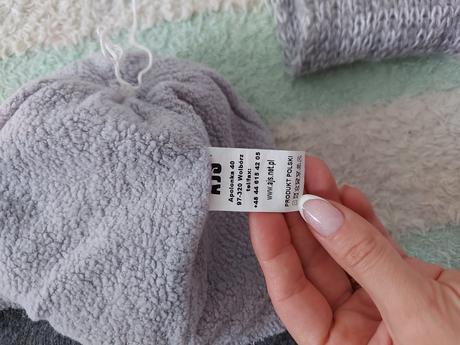 AJS
Apolonka 40
97-320 Wolbórz
tel/fax:
+48 44 615 42 05
www.ajs.net.pl
PRODUKT POLSKI